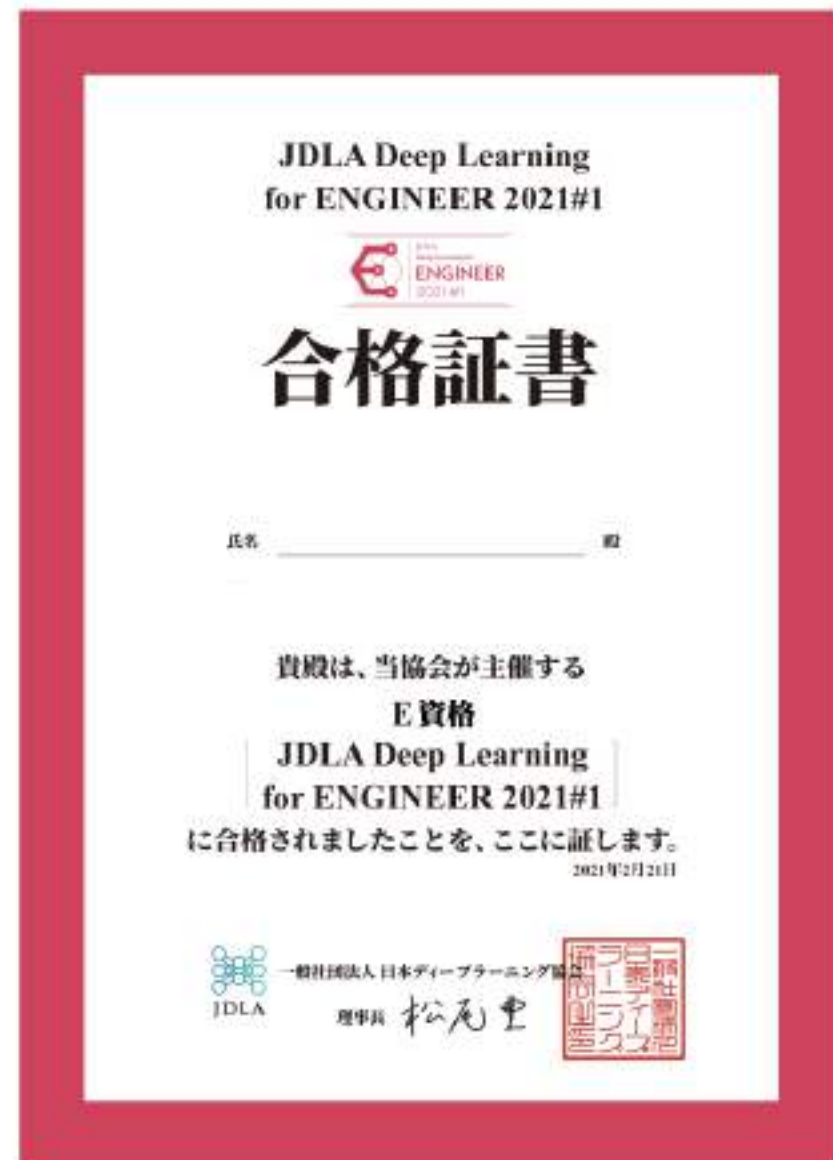 JDLA Deep Learning
for ENGINEER 2021#1
ENGINEER
2021#1
合格証書
氏名 殿
貴殿は、当協会が主催する
E 資格
JDLA Deep Learning
for ENGINEER 2021#1
に合格されましたことを、ここに証します。
2021年2月21日
JDLA
一般社団法人 日本ディープラーニング協会
理事長 松尾 豊